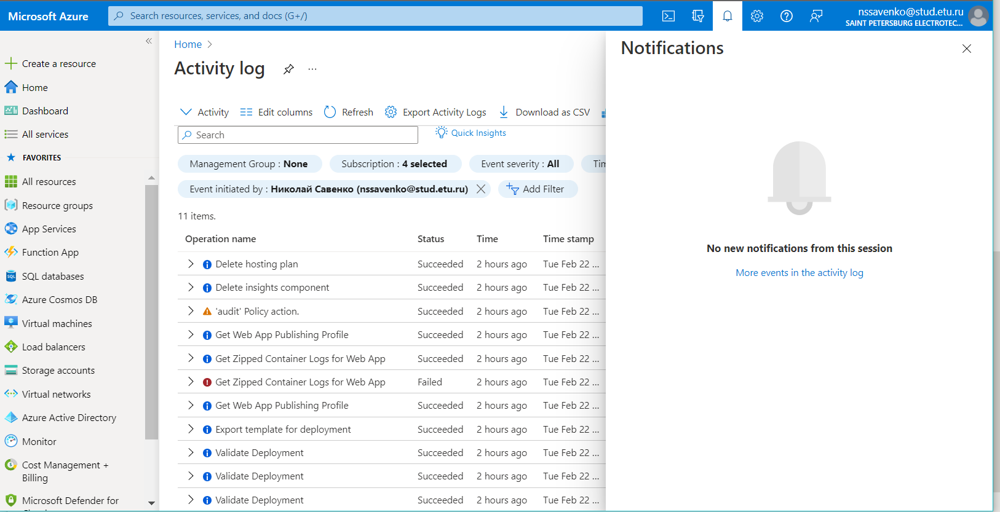 Microsoft Azure
Search resources, services, and docs (G+/)
nssavenko@stud.etu.ru
SAINT PETERSBURG ELECTROTEC...
Create a resource
Home
Dashboard
All services
FAVORITES
All resources
Resource groups
App Services
Function App
SQL databases
Azure Cosmos DB
Virtual machines
Load balancers
Storage accounts
Virtual networks
Azure Active Directory
Monitor
Cost Management +
Billing
Microsoft Defender for
Home
Activity log
Activity Edit columns Refresh Export Activity Logs Download as CSV
Search
Quick Insights
Management Group : None Subscription : 4 selected Event severity : All Tim
Event initiated by : Николай Савенко (nssavenko@stud.etu.ru) Add Filter
11 items.
Operation name Status Time Time stamp
Delete hosting plan Succeeded 2 hours ago Tue Feb 22 ...
Delete insights component Succeeded 2 hours ago Tue Feb 22 ...
'audit' Policy action. Succeeded 2 hours ago Tue Feb 22 ...
Get Web App Publishing Profile Succeeded 2 hours ago Tue Feb 22 ...
Get Zipped Container Logs for Web App Succeeded 2 hours ago Tue Feb 22 ...
Get Zipped Container Logs for Web App Failed 2 hours ago Tue Feb 22 ...
Get Web App Publishing Profile Succeeded 2 hours ago Tue Feb 22 ...
Export template for deployment Succeeded 2 hours ago Tue Feb 22 ...
Validate Deployment Succeeded 2 hours ago Tue Feb 22 ...
Validate Deployment Succeeded 2 hours ago Tue Feb 22 ...
Validate Deployment Succeeded 2 hours ago Tue Feb 22 ...
Notifications
No new notifications from this session
More events in the activity log